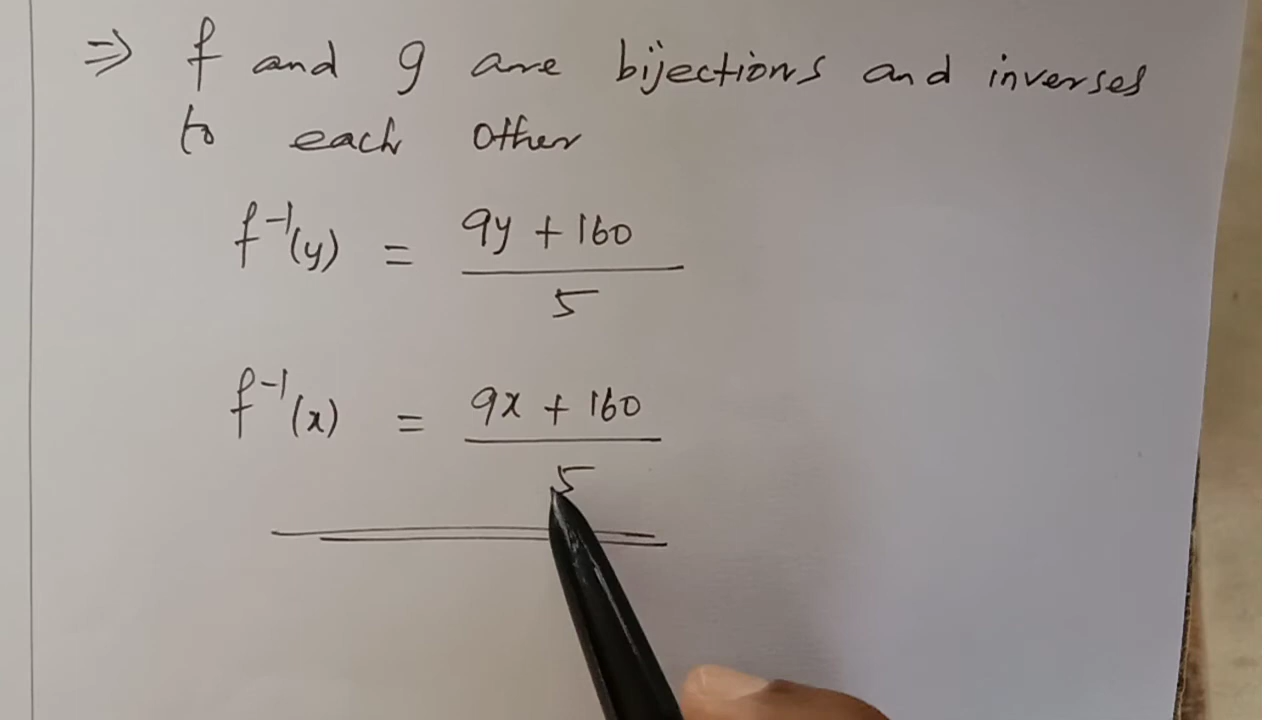 ⇒ f and g are bijections and inverses
to each other
f⁻¹(y) = (9y + 160)/5
f⁻¹(x) = (9x + 160)/5